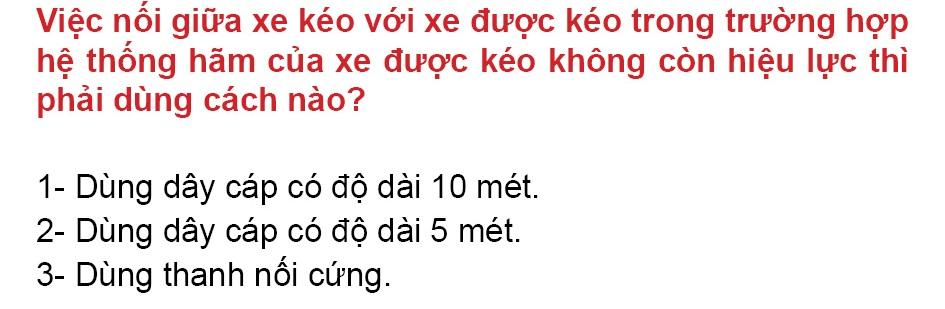 Việc nối giữa xe kéo với xe được kéo trong trường hợp
hệ thống hãm của xe được kéo không còn hiệu lực thì
phải dùng cách nào?
1- Dùng dây cáp có độ dài 10 mét.
2- Dùng dây cáp có độ dài 5 mét.
3- Dùng thanh nối cứng.